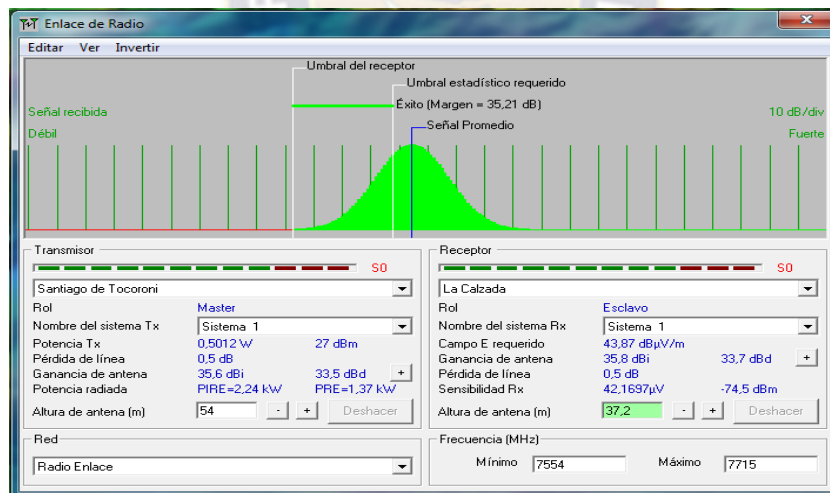 Enlace de Radio
Editar Ver Invertir
Umbral del receptor
Umbral estadístico requerido
Éxito (Margen = 35,21 dB)
Señal recibida
10 dB/div
Señal Promedio
Débil
Fuerte
Transmisor
S0
Santiago de Tocoroni
Rol Master
Nombre del sistema Tx Sistema 1
Potencia Tx 0,5012 W 27 dBm
Pérdida de línea 0,5 dB
Ganancia de antena 35,6 dBi 33,5 dBd +
Potencia radiada PIRE=2,24 kW PRE=1,37 kW
Altura de antena (m) 54 - + Deshacer
Red
Radio Enlace
Receptor
S0
La Calzada
Rol Esclavo
Nombre del sistema Rx Sistema 1
Campo E requerido 43,87 dBµV/m
Ganancia de antena 35,8 dBi 33,7 dBd +
Pérdida de línea 0,5 dB
Sensibilidad Rx 42,1697µV -74,5 dBm
Altura de antena (m) 37,2 - + Deshacer
Frecuencia (MHz)
Mínimo 7554 Máximo 7715